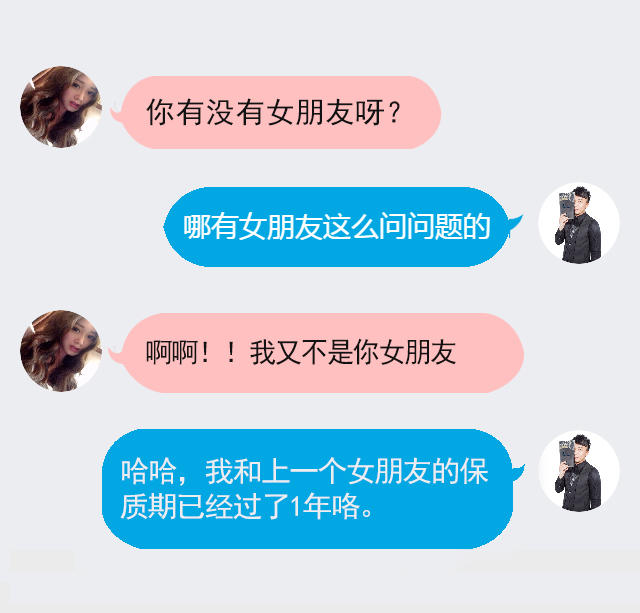 你有没有女朋友呀？
哪有女朋友这么问问题的
啊啊！！我又不是你女朋友
哈哈，我和上一个女朋友的保
质期已经过了1年咯。